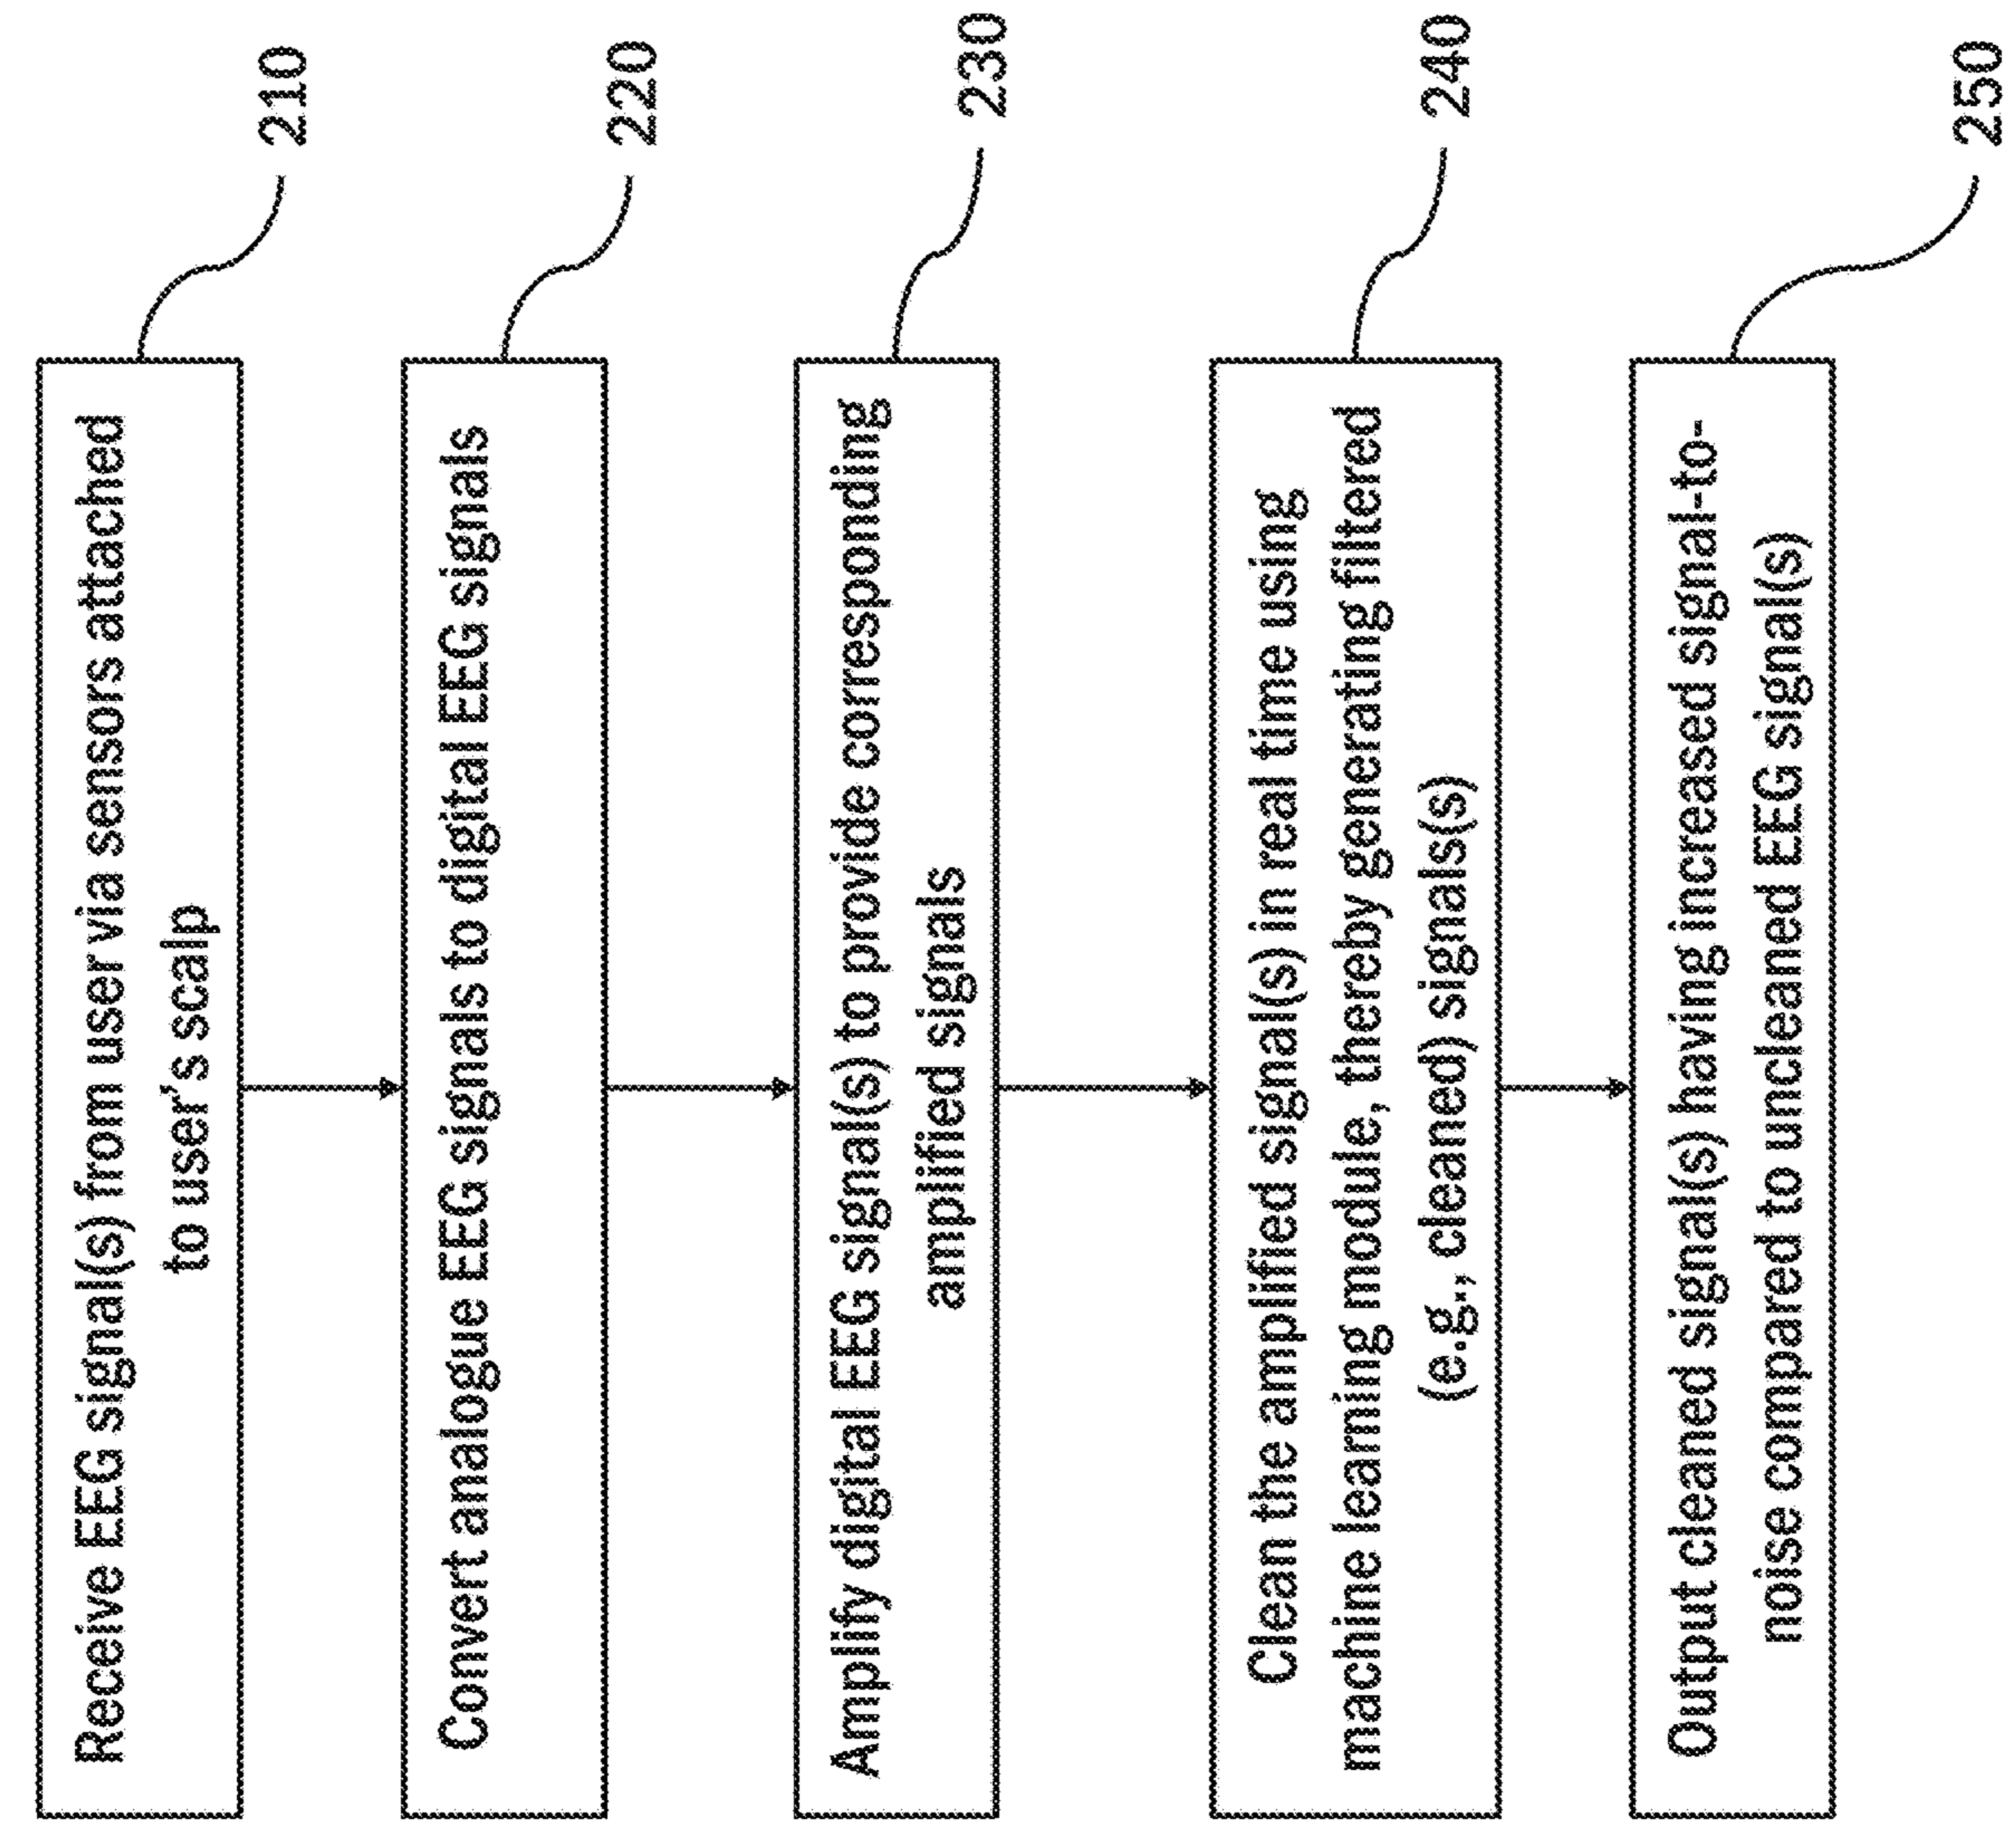 Receive EEG signal(s) from user via sensors attached
to user's scalp
210
Convert analogue EEG signals to digital EEG signals
220
Amplify digital EEG signal(s) to provide corresponding
amplified signals
230
Clean the amplified signal(s) in real time using
machine learning module, thereby generating filtered
(e.g., cleaned) signals(s)
240
Output cleaned signal(s) having increased signal-to-
noise compared to uncleaned EEG signal(s)
250